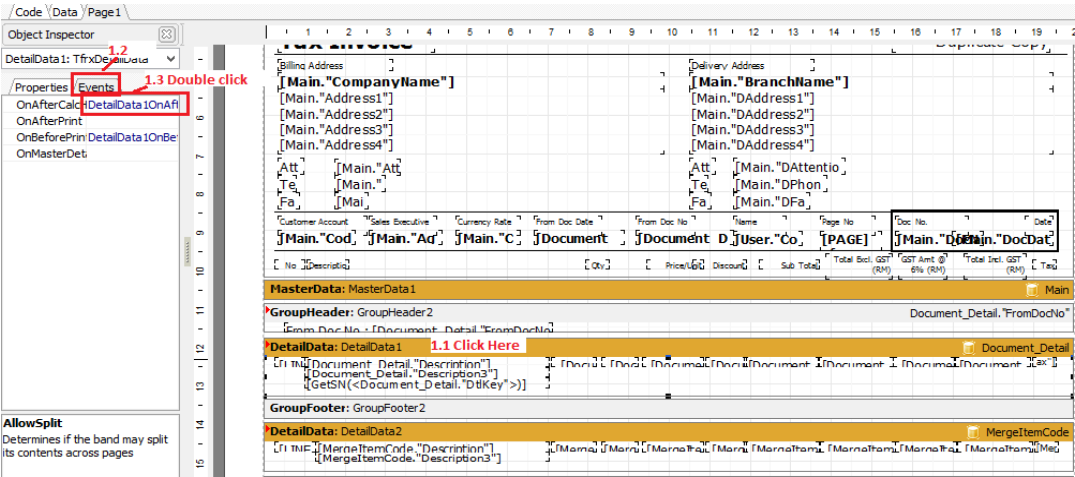 Code Data Page1
Object Inspector
1.2
DetailData1: TfrxDetailData
1.3 Double click
Properties Events
OnAfterCalcH DetailData1OnAft
OnAfterPrint
OnBeforePrin DetailData1OnBe
OnMasterDeta
AllowSplit
Determines if the band may split
its contents across pages
1 2 3 4 5 6 7 8 9 10 11 12 13 14 15 16 17 18 19
6
7
8
9
10
11
12
13
14
15
Tax Invoice
Duplicate Copy
Billing Address Delivery Address
[Main."CompanyName"] [Main."BranchName"]
[Main."Address1"] [Main."DAddress1"]
[Main."Address2"] [Main."DAddress2"]
[Main."Address3"] [Main."DAddress3"]
[Main."Address4"] [Main."DAddress4"]
Att [Main."Att Att [Main."DAttentio
Te [Main." Te [Main."DPhon
Fa [Mai Fa [Main."DFa
Customer Account Sales Executive Currency Rate From Doc Date From Doc No Name Page No Doc No. Date
[Main."Cod [Main."Ag [Main."C [Document [Document D [User."Co [PAGE] [Main."D [Main."DocDat
No Descriptio Qty Price/Unit Discount Sub Total Total Excl. GST (RM) GST Amt @ 6% (RM) Total Incl. GST (RM) Tax
MasterData: MasterData1 Main
GroupHeader: GroupHeader2 Document_Detail."FromDocNo"
From Doc No : [Document_Detail."FromDocNo
DetailData: DetailData1 1.1 Click Here Document_Detail
[LINE [Document_Detail."Description"] [Docu [Doc [Docume [Docu [Document [Document [Document [Document ax"
[Document_Detail."Description3"]
[GetSN(<Document_Detail."DtlKey">)]
GroupFooter: GroupFooter2
DetailData: DetailData2 MergeItemCode
[LINE [MergeItemCode."Description"] [Merge [Merg [MergeIte [Merg [MergeItem [MergeItem [MergeIte [MergeItem [Mer
[MergeItemCode."Description3"]